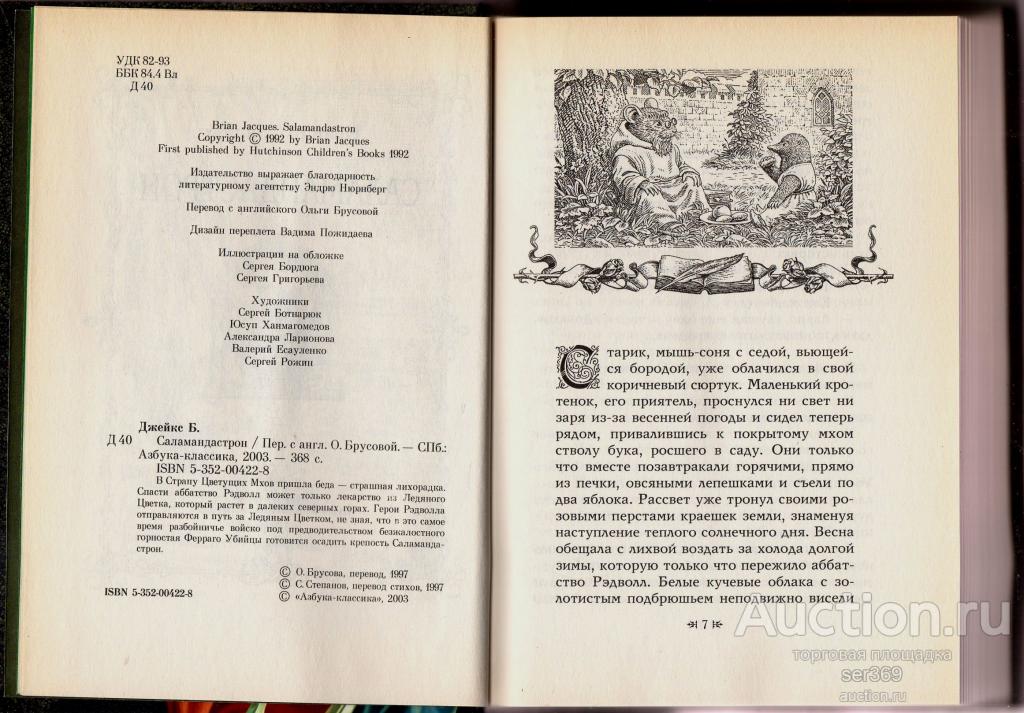 УДК 82-93
ББК 84.4 Вл
Д 40
Brian Jacques. Salamandastron
Copyright © 1992 by Brian Jacques
First published by Hutchinson Children's Books 1992
Издательство выражает благодарность
литературному агентству Эндрю Нюрнберг
Перевод с английского Ольги Брусовой
Дизайн переплета Вадима Пожидаева
Иллюстрации на обложке
Сергея Бордюга
Сергея Григорьева
Художники
Сергей Ботнарюк
Юсуп Ханмагомедов
Александра Ларионова
Валерий Есауленко
Сергей Рожин
Джейкс Б.
Д 40 Саламандастрон / Пер. с англ. О. Брусовой. — СПб.:
Азбука-классика, 2003. — 368 с.
ISBN 5-352-00422-8
В Страну Цветущих Мхов пришла беда — страшная лихорадка.
Спасти аббатство Рэдволл может только лекарство из Ледяного
Цветка, который растет в далеких северных горах. Герои Рэдволла
отправляются в путь за Ледяным Цветком, не зная, что в это самое
время разбойничье войско под предводительством безжалостного
горностая Ферраго Убийцы готовится осадить крепость Саламанда-
строн.
© О. Брусова, перевод, 1997
© С. Степанов, перевод стихов, 1997
© «Азбука-классика», 2003
ISBN 5-352-00422-8
Старик, мышь-соня с седой, вьющей-
ся бородой, уже облачился в свой
коричневый сюртук. Маленький кро-
тенок, его приятель, проснулся ни свет ни
заря из-за весенней погоды и сидел теперь
рядом, привалившись к покрытому мхом
стволу бука, росшего в саду. Они только
что вместе позавтракали горячими, прямо
из печки, овсяными лепешками и съели по
два яблока. Рассвет уже тронул своими ро-
зовыми перстами краешек земли, знаменуя
наступление теплого солнечного дня. Весна
обещала с лихвой воздать за холода долгой
зимы, которую только что пережило аббат-
ство Рэдволл. Белые кучевые облака с зо-
лотистым подбрюшьем неподвижно висели
7
Auction.ru
торговая площадка
ser369
auction.ru